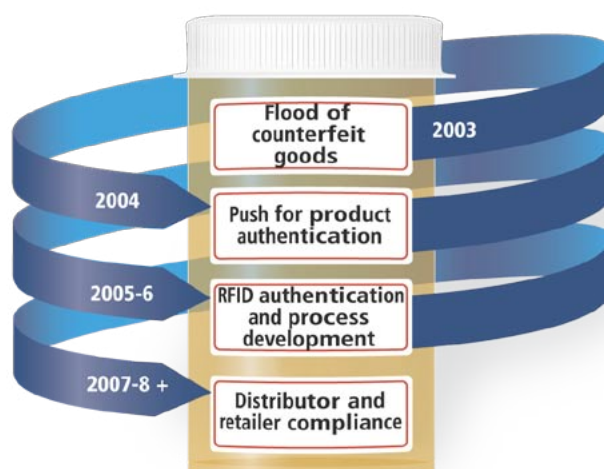 Flood of
counterfeit
goods
2003
2004
Push for product
authentication
2005-6
RFID authentication
and process
development
2007-8 +
Distributor and
retailer compliance